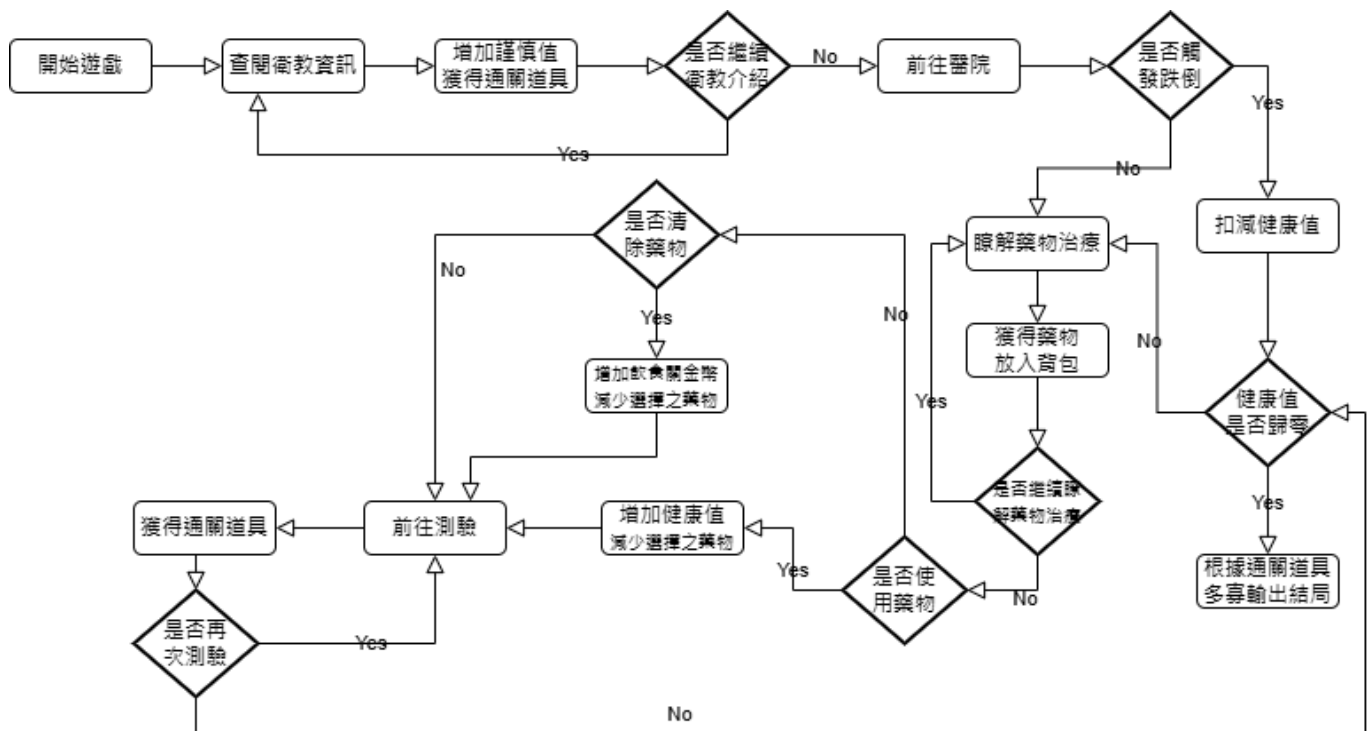 開始遊戲
查閱衛教資訊
增加謹慎值
獲得通關道具
是否繼續
衛教介紹
No
前往醫院
是否觸
發跌倒
Yes
Yes
No
是否清
除藥物
瞭解藥物治療
扣減健康值
No
Yes
No
獲得藥物
放入背包
No
增加飲食關金幣
減少選擇之藥物
Yes
健康值
是否歸零
獲得通關道具
前往測驗
增加健康值
減少選擇之藥物
是否繼續瞭
解藥物治療
Yes
Yes
是否使
用藥物
No
根據通關道具
多寡輸出結局
是否再
次測驗
Yes
No